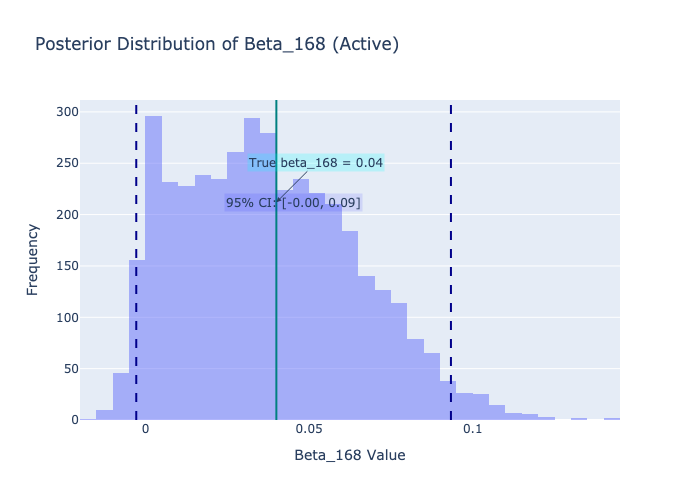 Posterior Distribution of Beta_168 (Active)
300
250
200
150
100
50
0
Frequency
True beta_168 = 0.04
95% CI: [-0.00, 0.09]
0
0.05
0.1
Beta_168 Value